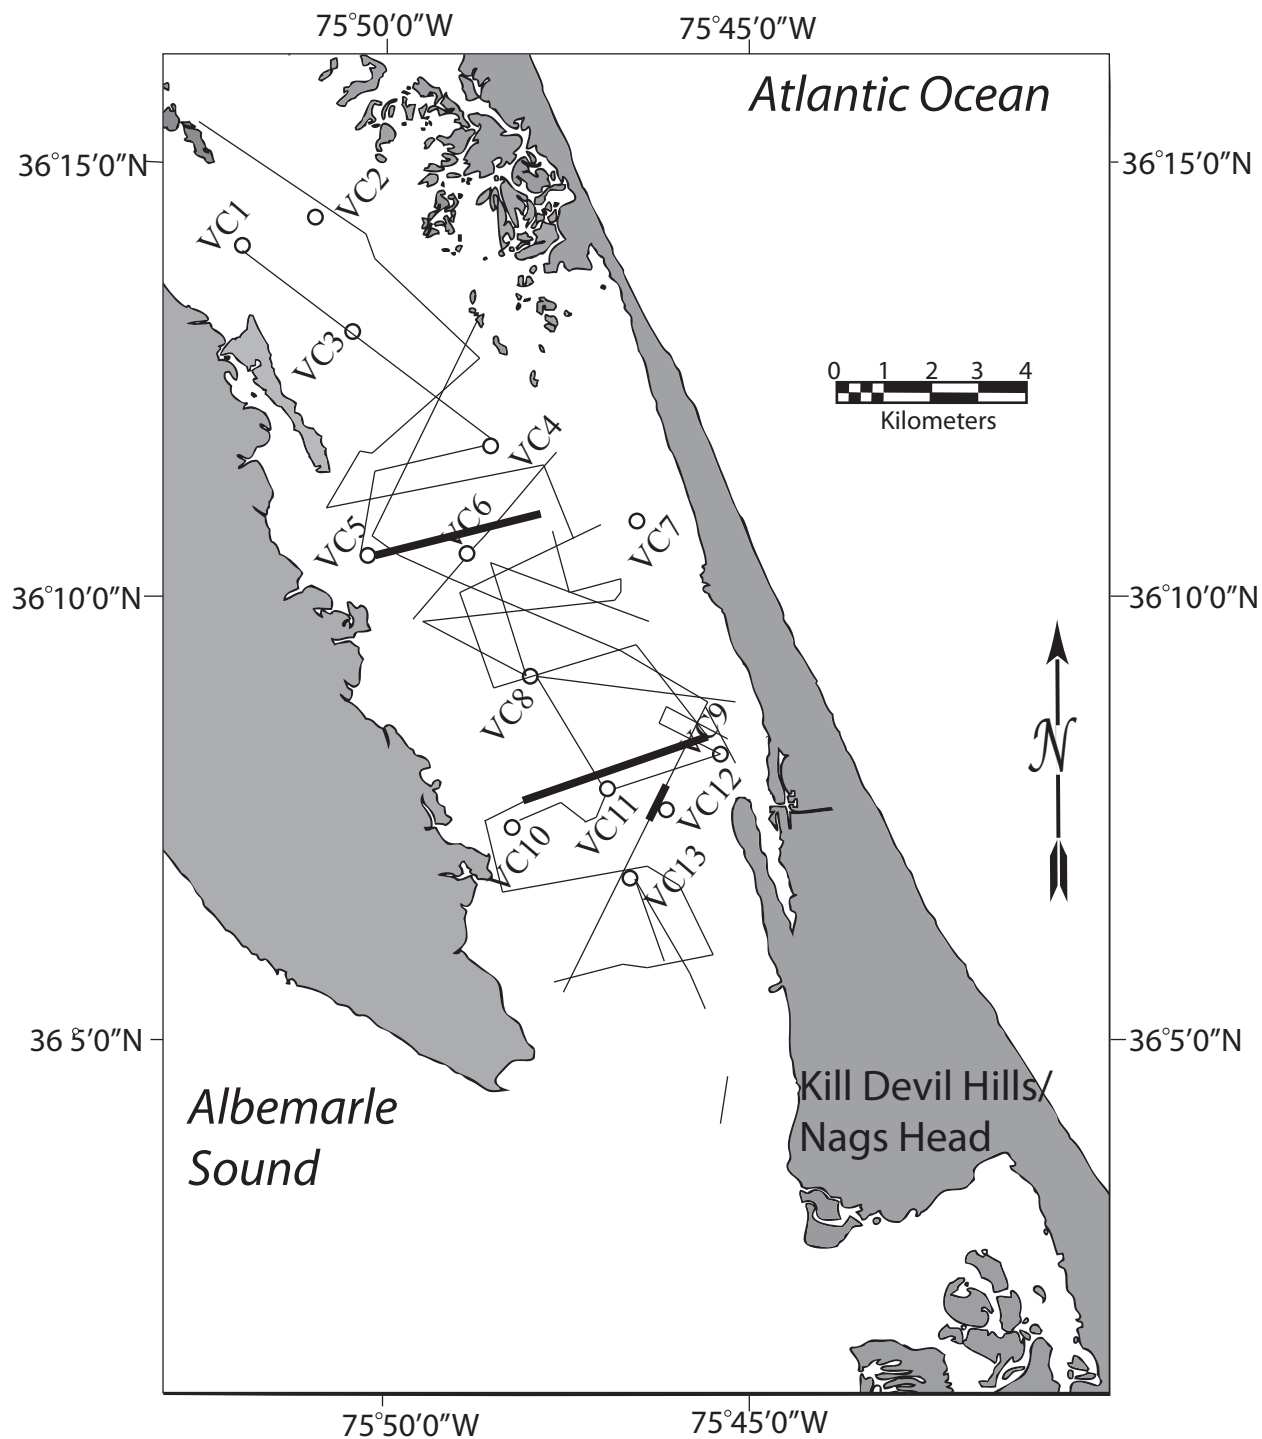 75°50’0”W
75°45’0”W
Atlantic Ocean
36°15’0”N
36°15’0”N
VC2
VC1
VC3
0 1 2 3 4
Kilometers
VC4
VC6
VC5
VC7
36°10’0”N
36°10’0”N
VC8
VC9
N
VC12
VC11
VC10
VC13
36°5’0”N
36°5’0”N
Kill Devil Hills/
Nags Head
Albemarle
Sound
75°50’0”W
75°45’0”W